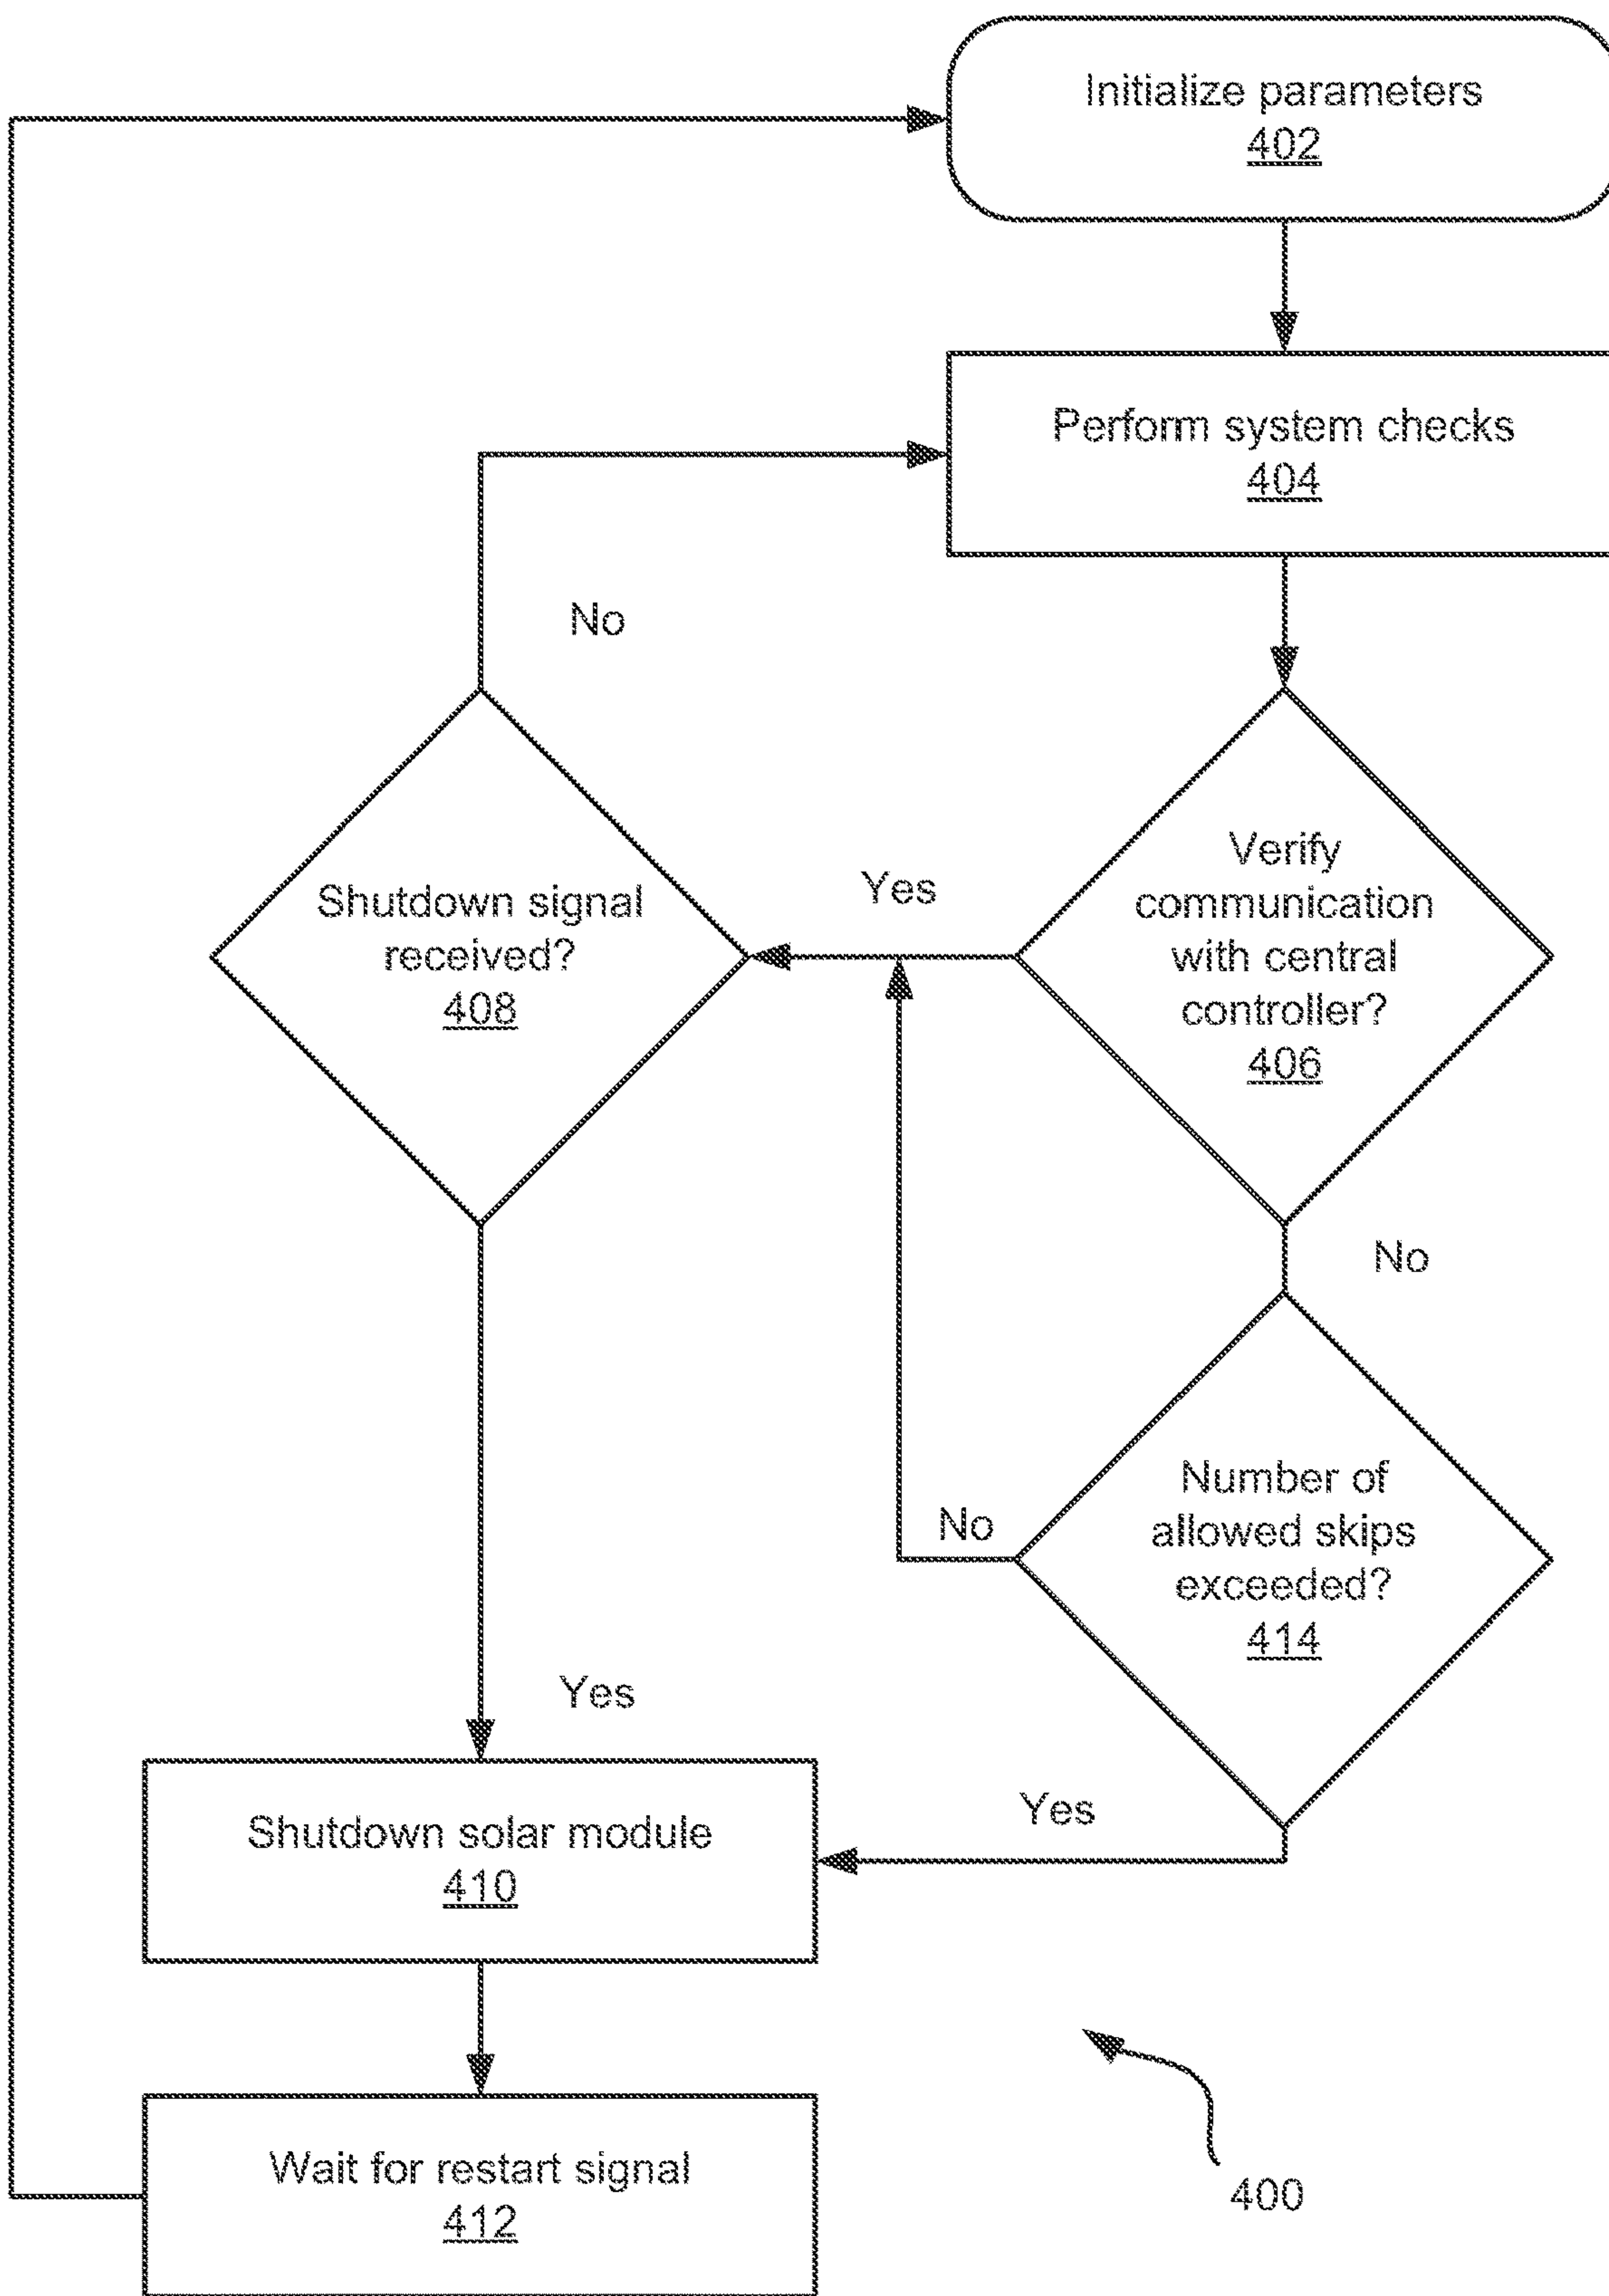 Initialize parameters
402
Perform system checks
404
No
Verify
communication
with central
controller?
406
Yes
Shutdown signal
received?
408
No
Number of
allowed skips
exceeded?
414
No
Yes
Yes
Shutdown solar module
410
Wait for restart signal
412
400